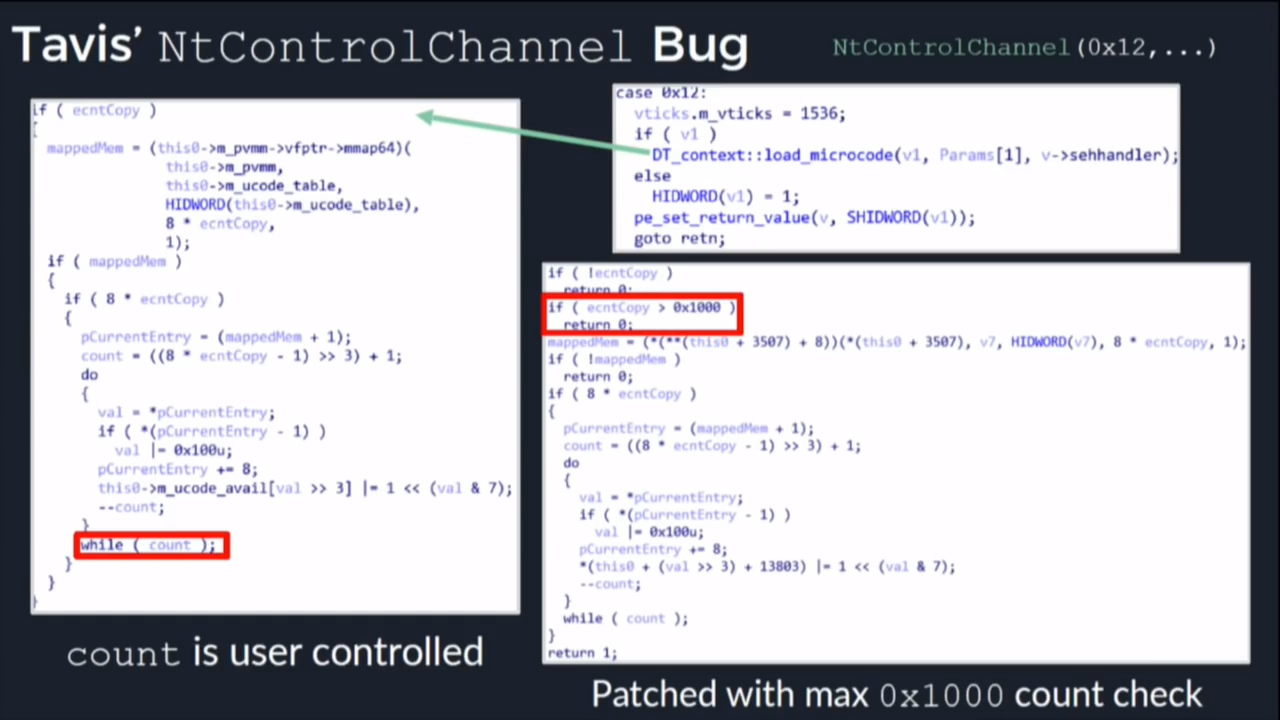 Tavis' NtControlChannel Bug
NtControlChannel(0x12,...)
if ( ecntCopy )
{
mappedMem = (this0->m_pvmm->vfptr->mmap64)(
this0->m_pvmm,
this0->m_ucode_table,
HIDWORD(this0->m_ucode_table),
8 * ecntCopy,
1);
if ( mappedMem )
{
if ( 8 * ecntCopy )
{
pCurrentEntry = (mappedMem + 1);
count = ((8 * ecntCopy - 1) >> 3) + 1;
do
{
val = *pCurrentEntry;
if ( *(pCurrentEntry - 1) )
val |= 0x100u;
pCurrentEntry += 8;
this0->m_ucode_avail[val >> 3] |= 1 << (val & 7);
--count;
}
while ( count );
}
}
}
count is user controlled
case 0x12:
vticks.m_vticks = 1536;
if ( v1 )
DT_context::load_microcode(v1, Params[1], v->sehhandler);
else
HIDWORD(v1) = 1;
pe_set_return_value(v, SHIDWORD(v1));
goto retn;
if ( !ecntCopy )
return 0;
if ( ecntCopy > 0x1000 )
return 0;
mappedMem = (*(**(this0 + 3507) + 8))(*(this0 + 3507), v7, HIDWORD(v7), 8 * ecntCopy, 1);
if ( !mappedMem )
return 0;
if ( 8 * ecntCopy )
{
pCurrentEntry = (mappedMem + 1);
count = ((8 * ecntCopy - 1) >> 3) + 1;
do
{
val = *pCurrentEntry;
if ( *(pCurrentEntry - 1) )
val |= 0x100u;
pCurrentEntry += 8;
*(this0 + (val >> 3) + 13803) |= 1 << (val & 7);
--count;
}
while ( count );
}
return 1;
Patched with max 0x1000 count check